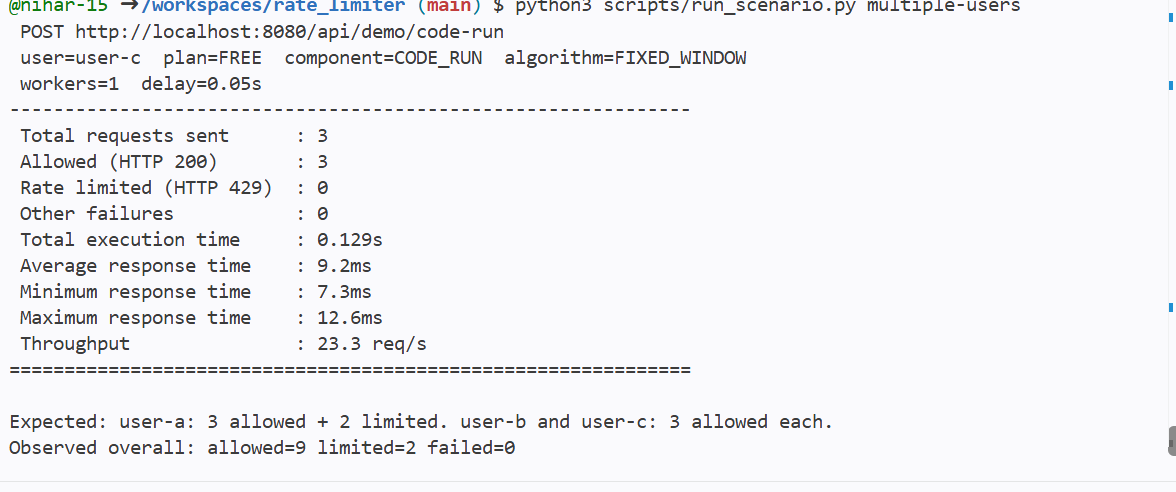 @nihar-15 →/workspaces/rate_limiter (main) $ python3 scripts/run_scenario.py multiple-users
POST http://localhost:8080/api/demo/code-run
user=user-c  plan=FREE  component=CODE_RUN  algorithm=FIXED_WINDOW
workers=1  delay=0.05s
--------------------------------------------------------------
Total requests sent      : 3
Allowed (HTTP 200)       : 3
Rate limited (HTTP 429)  : 0
Other failures           : 0
Total execution time     : 0.129s
Average response time    : 9.2ms
Minimum response time    : 7.3ms
Maximum response time    : 12.6ms
Throughput               : 23.3 req/s
==============================================================
Expected: user-a: 3 allowed + 2 limited. user-b and user-c: 3 allowed each.
Observed overall: allowed=9 limited=2 failed=0